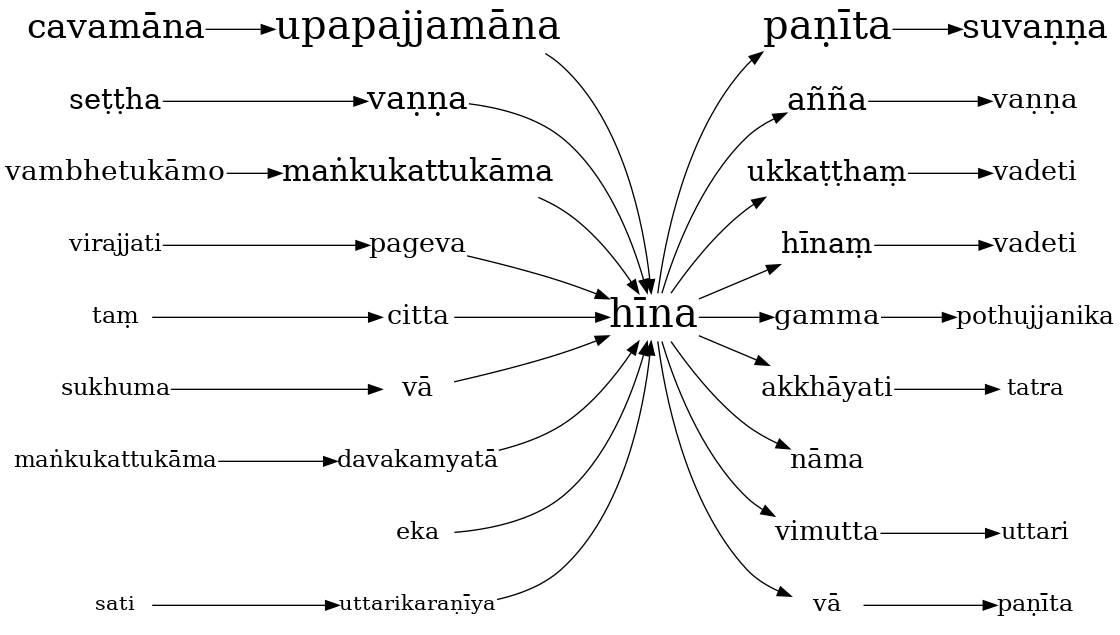 cavamāna upapajjamāna paṇīta suvaṇṇa
seṭṭha vaṇṇa añña vaṇṇa
vambhetukāmo maṅkukattukāma ukkaṭṭhaṃ vadeti
virajjati pageva hīnaṃ vadeti
taṃ citta hīna gamma pothujjanika
sukhuma vā akkhāyati tatra
maṅkukattukāma davakamyatā nāma
eka vimutta uttari
sati uttarikaraṇīya vā paṇīta